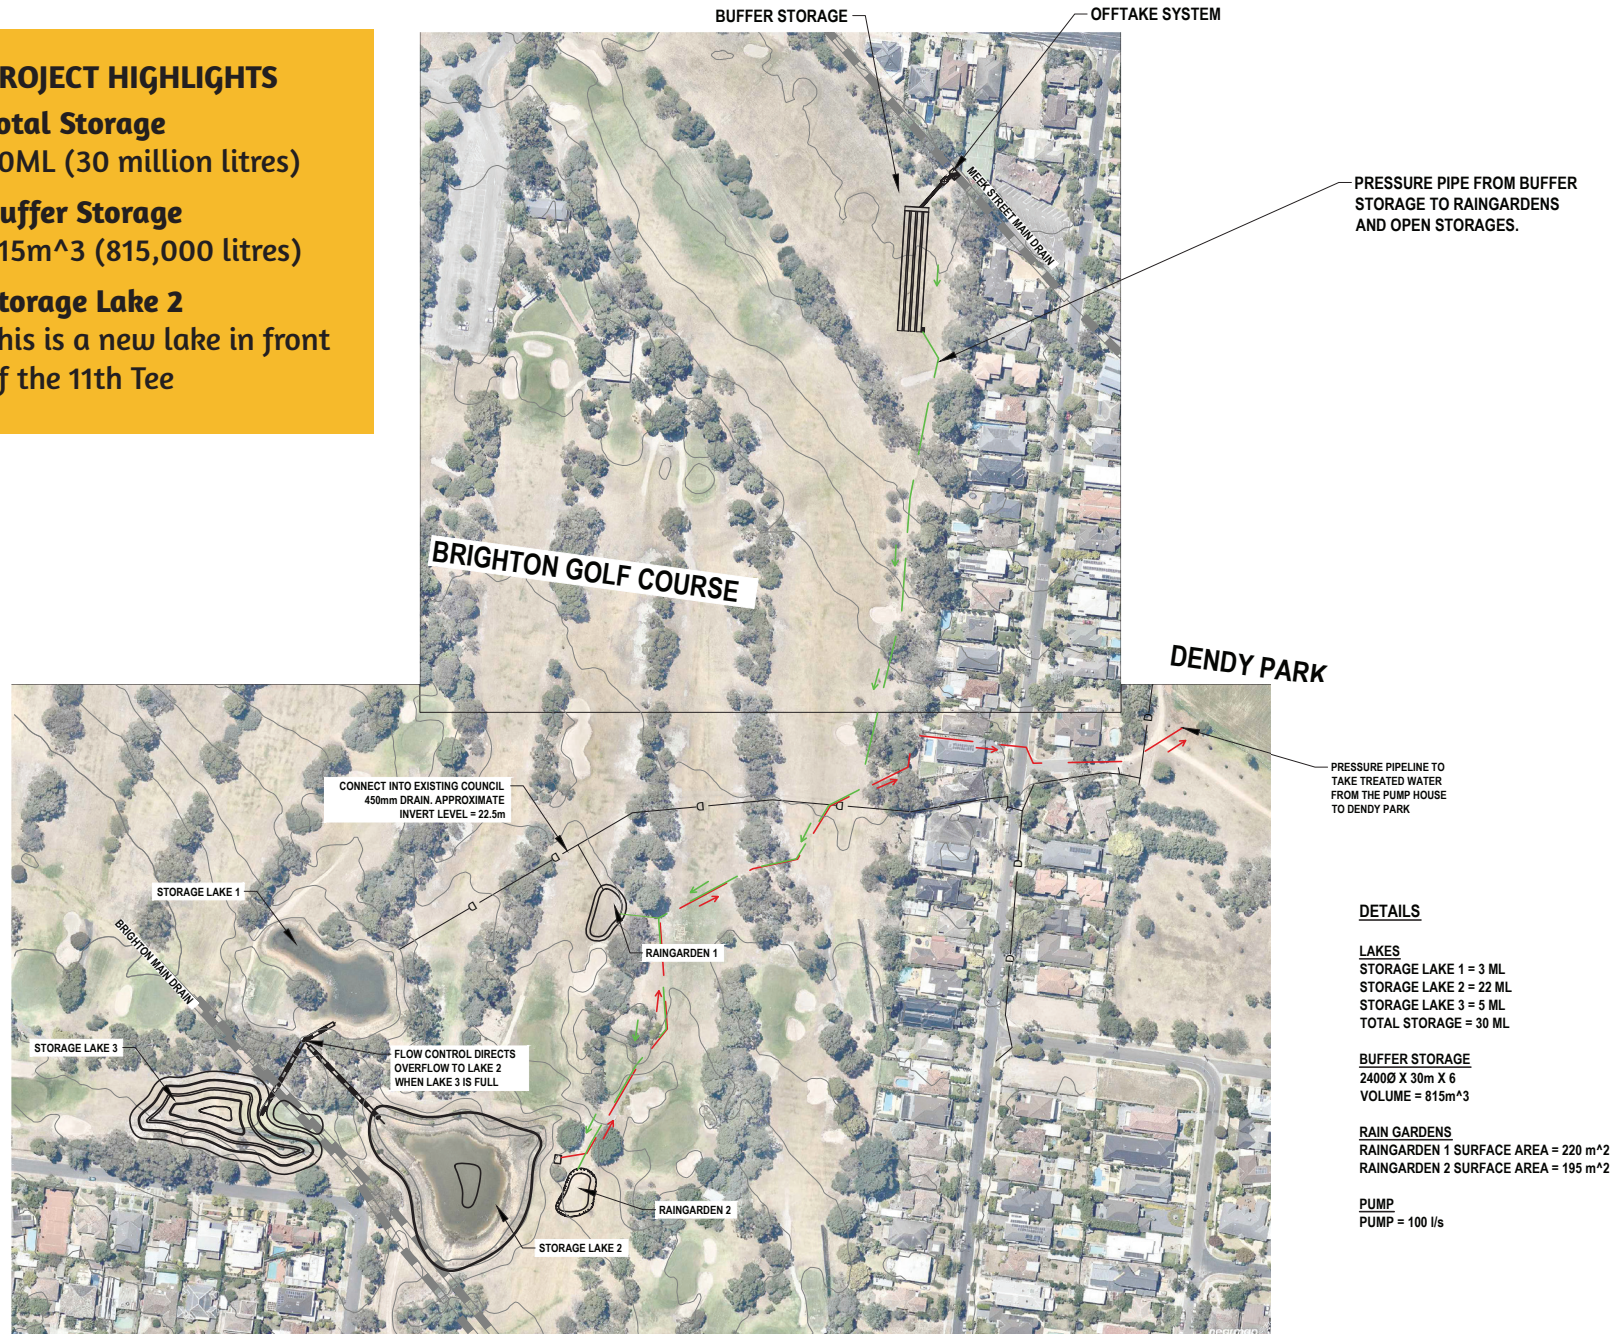 BUFFER STORAGE
OFFTAKE SYSTEM
ROJECT HIGHLIGHTS
otal Storage
0ML (30 million litres)
uffer Storage
15m^3 (815,000 litres)
torage Lake 2
his is a new lake in front
f the 11th Tee
MEEK STREET MAIN DRAIN
PRESSURE PIPE FROM BUFFER
STORAGE TO RAINGARDENS
AND OPEN STORAGES.
BRIGHTON GOLF COURSE
DENDY PARK
PRESSURE PIPELINE TO
TAKE TREATED WATER
FROM THE PUMP HOUSE
TO DENDY PARK
CONNECT INTO EXISTING COUNCIL
450mm DRAIN. APPROXIMATE
INVERT LEVEL = 22.5m
STORAGE LAKE 1
BRIGHTON MAIN DRAIN
RAINGARDEN 1
STORAGE LAKE 3
FLOW CONTROL DIRECTS
OVERFLOW TO LAKE 2
WHEN LAKE 3 IS FULL
RAINGARDEN 2
STORAGE LAKE 2
DETAILS
LAKES
STORAGE LAKE 1 = 3 ML
STORAGE LAKE 2 = 22 ML
STORAGE LAKE 3 = 5 ML
TOTAL STORAGE = 30 ML
BUFFER STORAGE
2400Ø X 30m X 6
VOLUME = 815m^3
RAIN GARDENS
RAINGARDEN 1 SURFACE AREA = 220 m^2
RAINGARDEN 2 SURFACE AREA = 195 m^2
PUMP
PUMP = 100 l/s